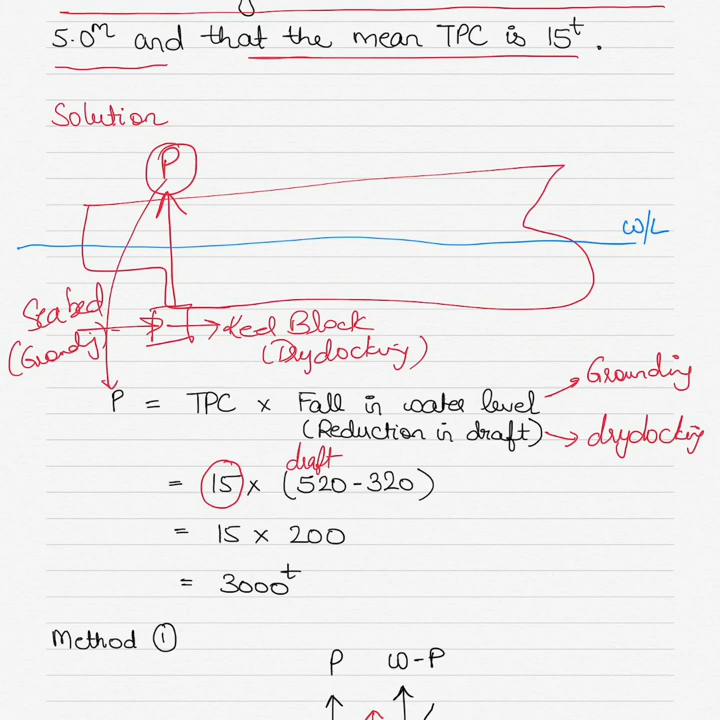 5.0m and that the mean TPC is 15t.
Solution
P
W/L
Seabed
(Grounding)
Keel Block
(Drydocking)
P = TPC × Fall in water level
Grounding
(Reduction in draft)
drydocking
draft
= 15 × (520-320)
= 15 × 200
= 3000t
Method ①
P W-P